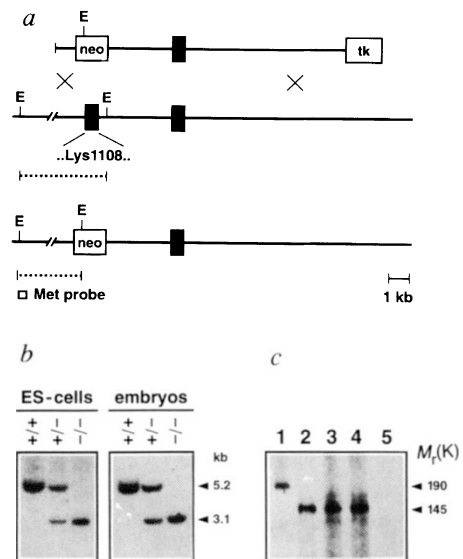 a
E
neo
tk
E
E
..Lys1108..
E
E
neo
Met probe
1 kb
b
c
ES-cells embryos
+/+ -/+ -/- +/+ -/+ -/-
kb
5.2
3.1
1 2 3 4 5
Mr(K)
190
145